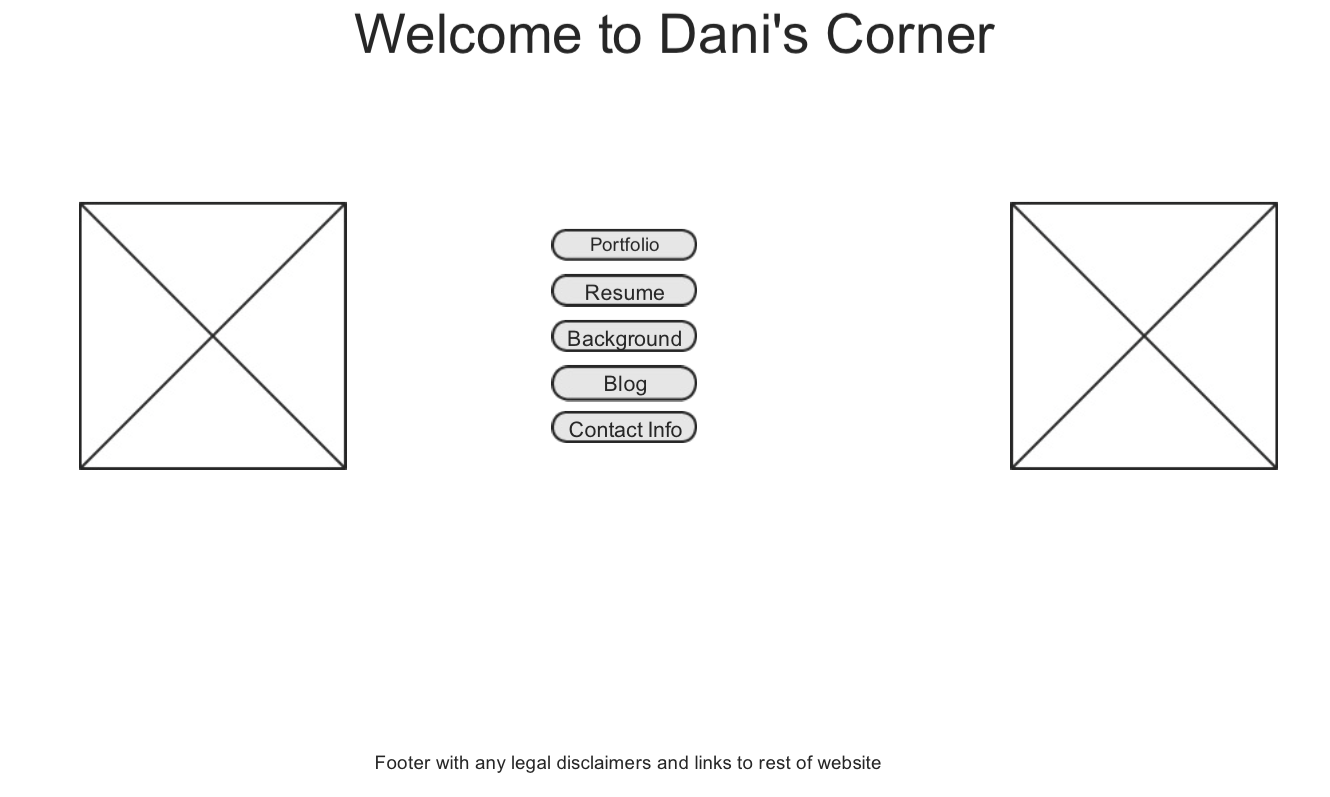 Welcome to Dani's Corner
Portfolio
Resume
Background
Blog
Contact Info
Footer with any legal disclaimers and links to rest of website